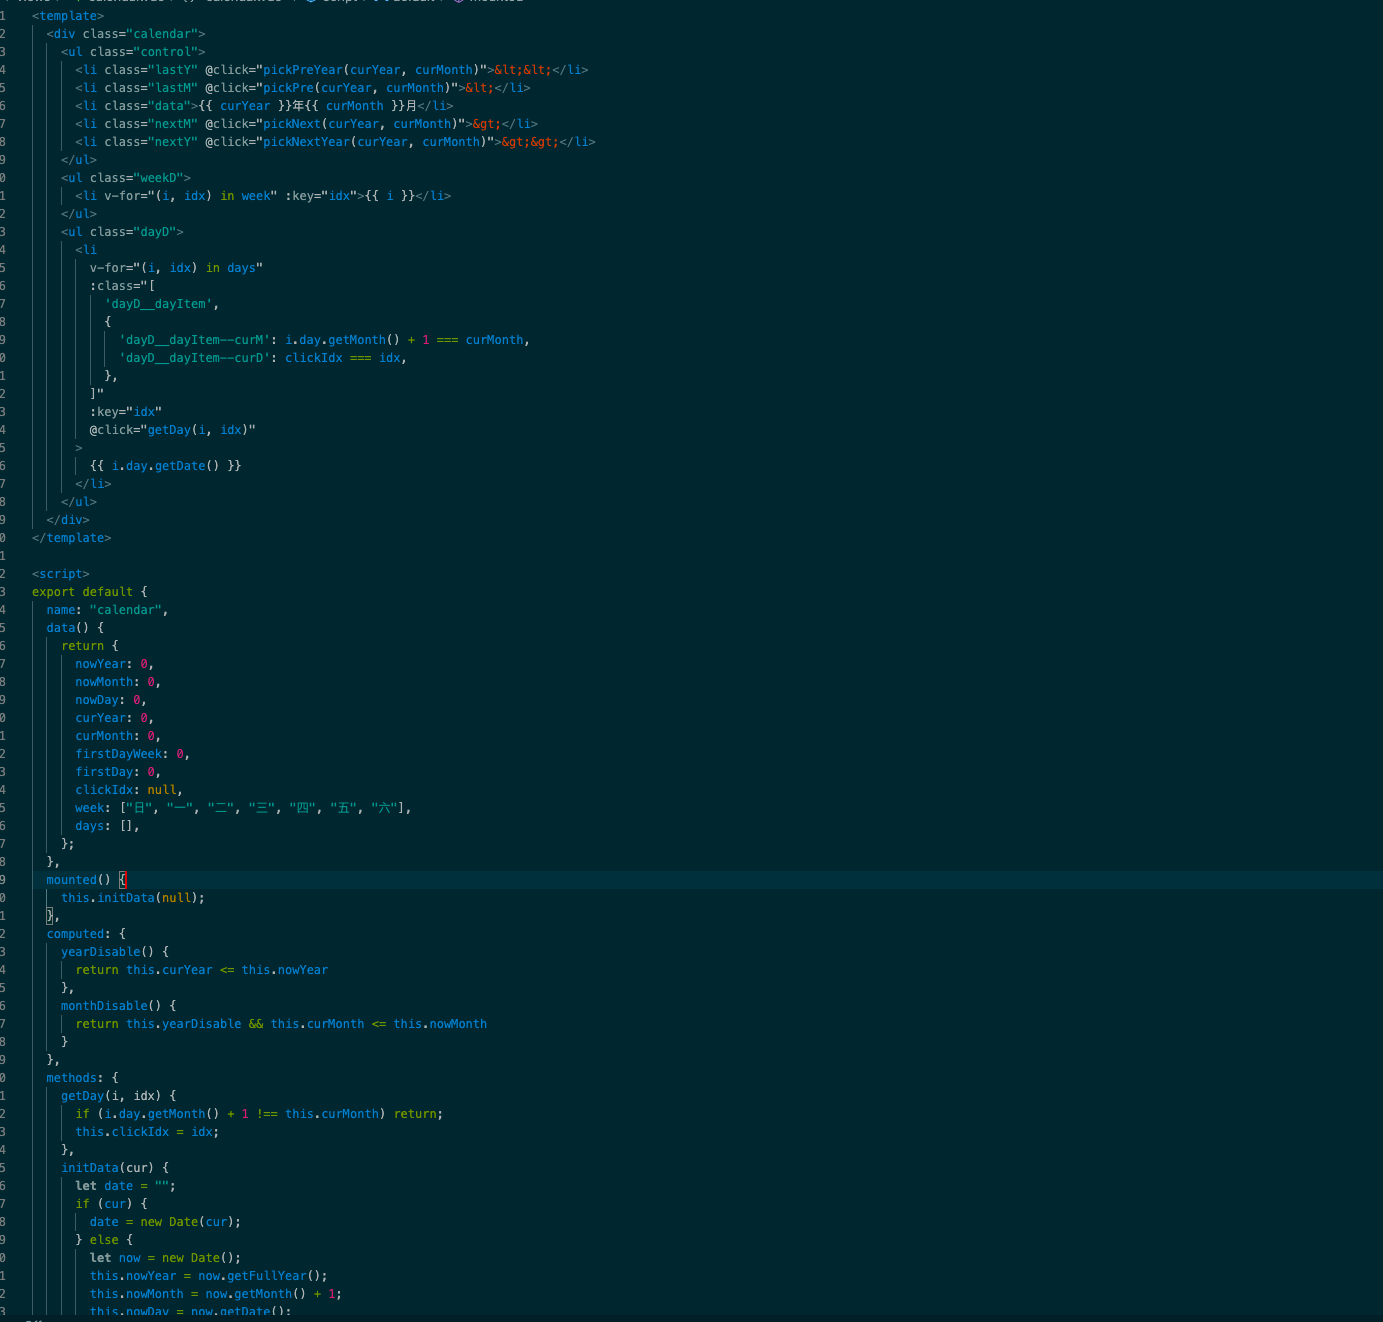 1 <template>
2 <div class="calendar">
3 <ul class="control">
4 <li class="lastY" @click="pickPreYear(curYear, curMonth)">&lt;&lt;</li>
5 <li class="lastM" @click="pickPre(curYear, curMonth)">&lt;</li>
6 <li class="data">{{ curYear }}年{{ curMonth }}月</li>
7 <li class="nextM" @click="pickNext(curYear, curMonth)">&gt;</li>
8 <li class="nextY" @click="pickNextYear(curYear, curMonth)">&gt;&gt;</li>
9 </ul>
0 <ul class="weekD">
1 <li v-for="(i, idx) in week" :key="idx">{{ i }}</li>
2 </ul>
3 <ul class="dayD">
4 <li
5 v-for="(i, idx) in days"
6 :class="[
7 'dayD__dayItem',
8 {
9 'dayD__dayItem--curM': i.day.getMonth() + 1 === curMonth,
0 'dayD__dayItem--curD': clickIdx === idx,
1 },
2 ]"
3 :key="idx"
4 @click="getDay(i, idx)"
5 >
6 {{ i.day.getDate() }}
7 </li>
8 </ul>
9 </div>
0 </template>
1
2 <script>
3 export default {
4 name: "calendar",
5 data() {
6 return {
7 nowYear: 0,
8 nowMonth: 0,
9 nowDay: 0,
0 curYear: 0,
1 curMonth: 0,
2 firstDayWeek: 0,
3 firstDay: 0,
4 clickIdx: null,
5 week: ["日", "一", "二", "三", "四", "五", "六"],
6 days: [],
7 };
8 },
9 mounted() {
0 this.initData(null);
1 },
2 computed: {
3 yearDisable() {
4 return this.curYear <= this.nowYear
5 },
6 monthDisable() {
7 return this.yearDisable && this.curMonth <= this.nowMonth
8 }
9 },
0 methods: {
1 getDay(i, idx) {
2 if (i.day.getMonth() + 1 !== this.curMonth) return;
3 this.clickIdx = idx;
4 },
5 initData(cur) {
6 let date = "";
7 if (cur) {
8 date = new Date(cur);
9 } else {
0 let now = new Date();
1 this.nowYear = now.getFullYear();
2 this.nowMonth = now.getMonth() + 1;
3 this.nowDay = now.getDate();